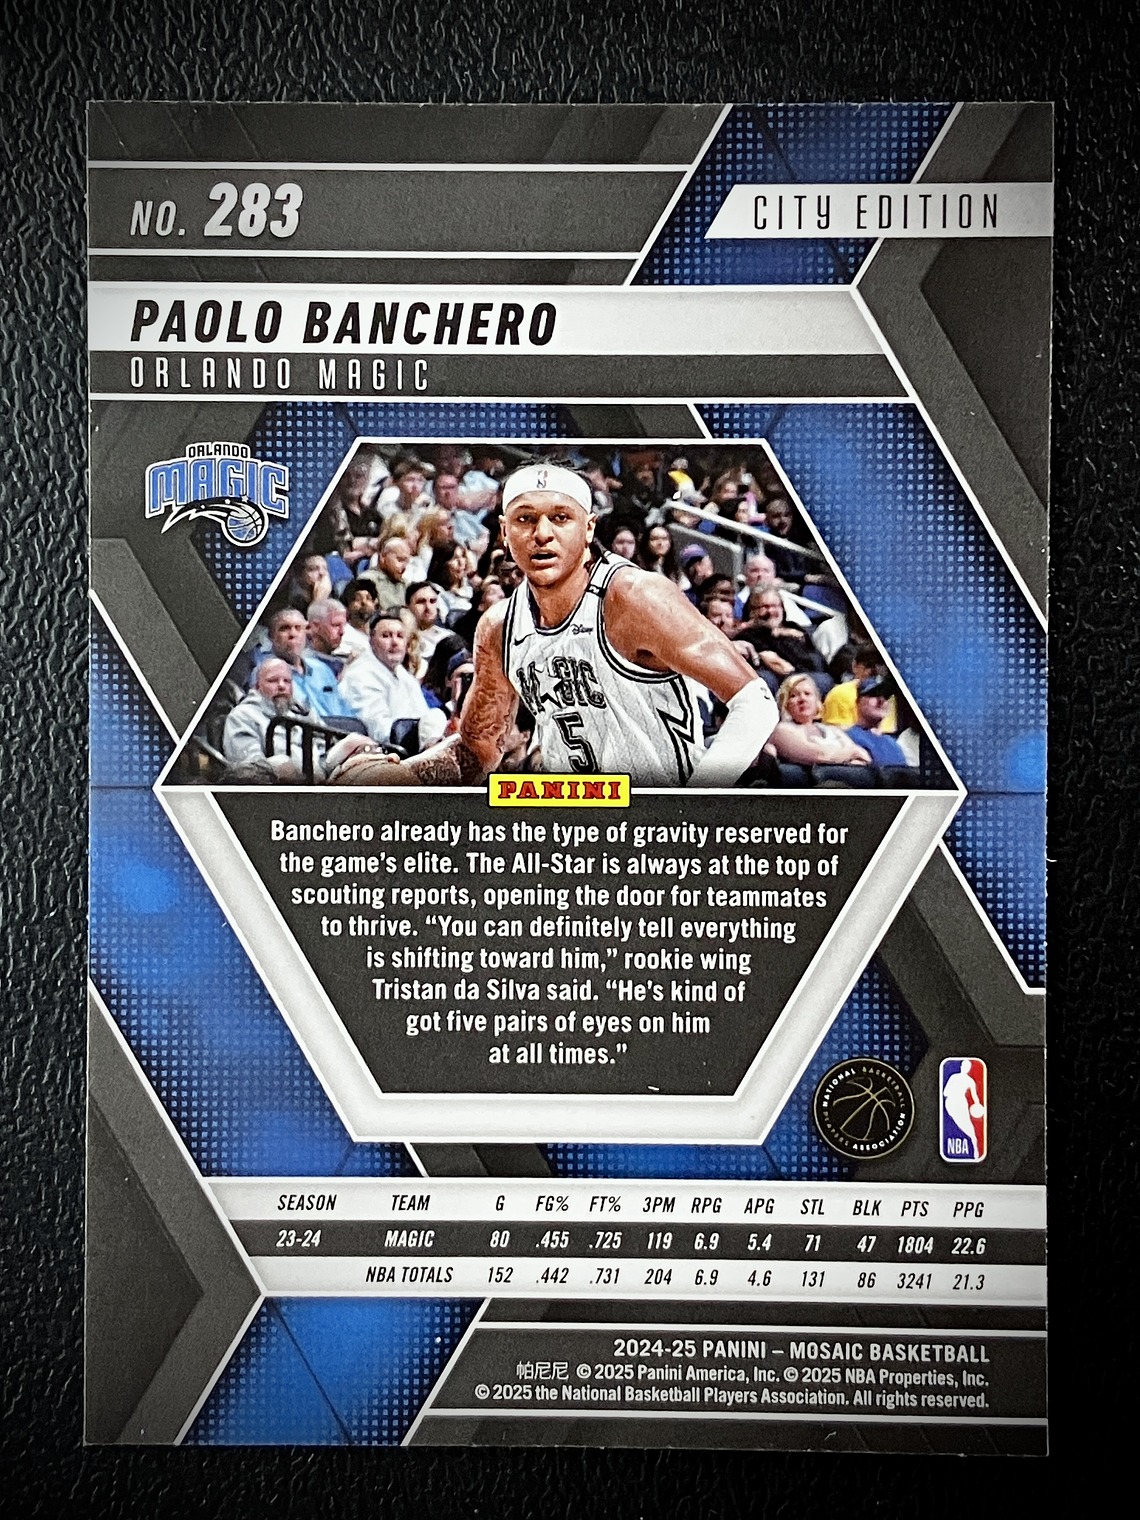 NO. 283
CITY EDITION
PAOLO BANCHERO
ORLANDO MAGIC
ORLANDO
MAGIC
Disney
MAGIC
5
PANINI
Banchero already has the type of gravity reserved for
the game's elite. The All-Star is always at the top of
scouting reports, opening the door for teammates
to thrive. “You can definitely tell everything
is shifting toward him,” rookie wing
Tristan da Silva said. “He's kind of
got five pairs of eyes on him
at all times.”
NATIONAL BASKETBALL
PLAYERS ASSOCIATION
NBA
SEASON TEAM G FG% FT% 3PM RPG APG STL BLK PTS PPG
23-24 MAGIC 80 .455 .725 119 6.9 5.4 71 47 1804 22.6
NBA TOTALS 152 .442 .731 204 6.9 4.6 131 86 3241 21.3
2024-25 PANINI – MOSAIC BASKETBALL
帕尼尼 © 2025 Panini America, Inc. © 2025 NBA Properties, Inc.
© 2025 the National Basketball Players Association. All rights reserved.